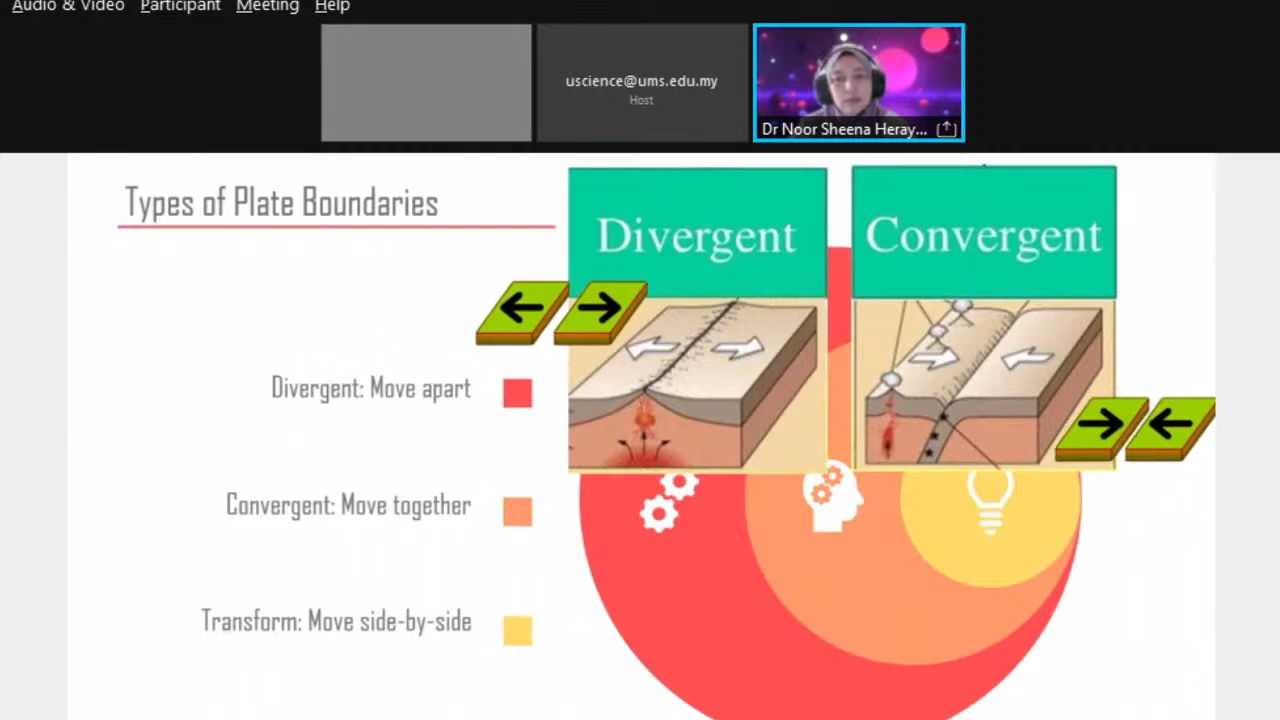 Audio & Video Participant Meeting Help
uscience@ums.edu.my
Host
Dr Noor Sheena Heray...
Types of Plate Boundaries
Divergent
Convergent
Divergent: Move apart
Convergent: Move together
Transform: Move side-by-side